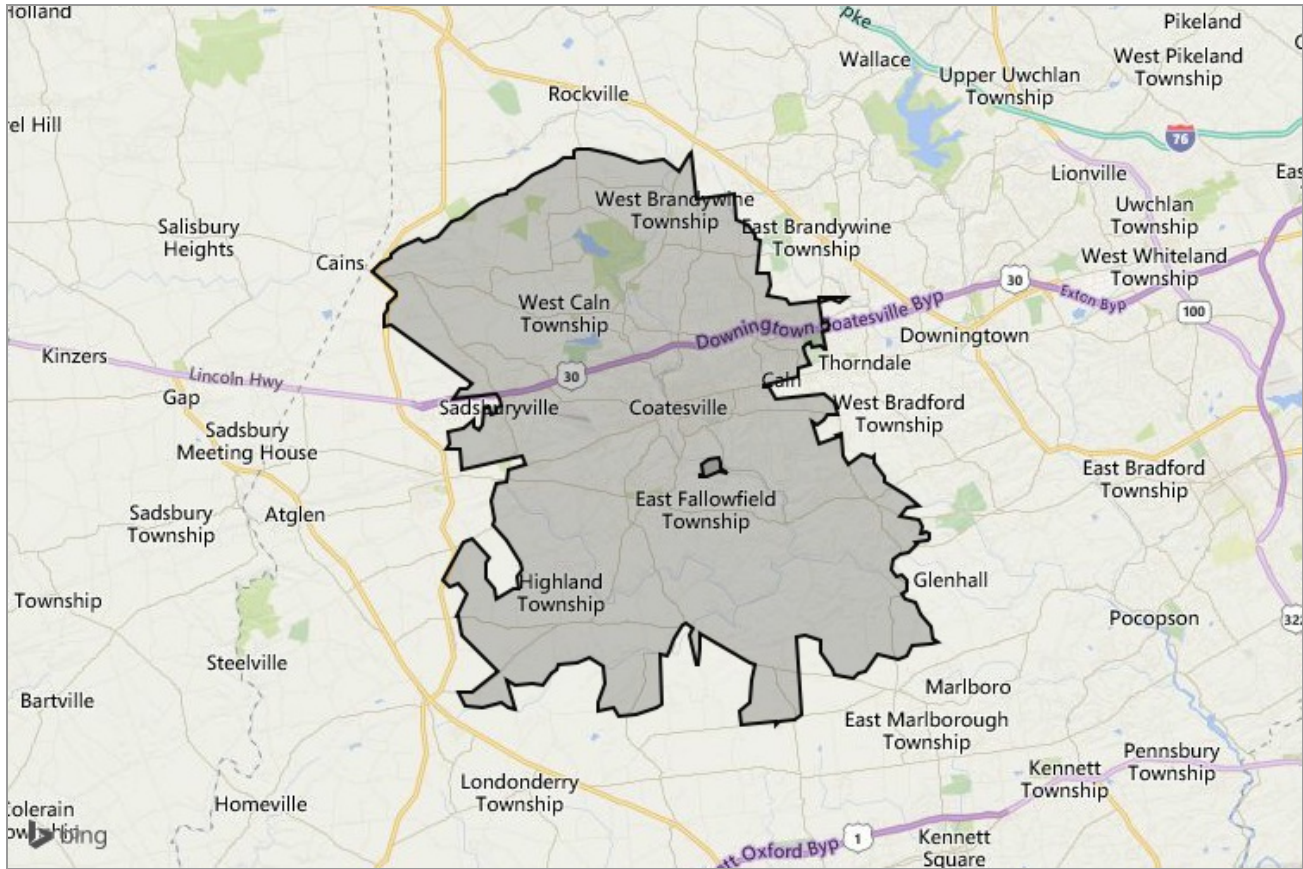 Holland
pke
Pikeland
Wallace
West Pikeland
Township
Upper Uwchlan
Township
Rockville
rel Hill
76
Lionville
Eas
West Brandywine
Township
Uwchlan
Township
Salisbury
Heights
East Brandywine
Township
Cains
West Whiteland
Township
30
Exton Byp
100
West Caln
Township
Downingtown Coatesville Byp
Downingtown
Kinzers
Thorndale
Lincoln Hwy
30
Caln
Gap
Sadsburyville
Coatesville
West Bradford
Township
Sadsbury
Meeting House
East Bradford
Township
East Fallowfield
Township
Sadsbury
Township
Atglen
Highland
Township
Glenhall
Township
Pocopson
322
Steelville
Bartville
Marlboro
East Marlborough
Township
Pennsbury
Township
Kennett
Township
Londonderry
Township
Homeville
Colerain
Township
bing
tt Oxford Byp
1
Kennett
Square